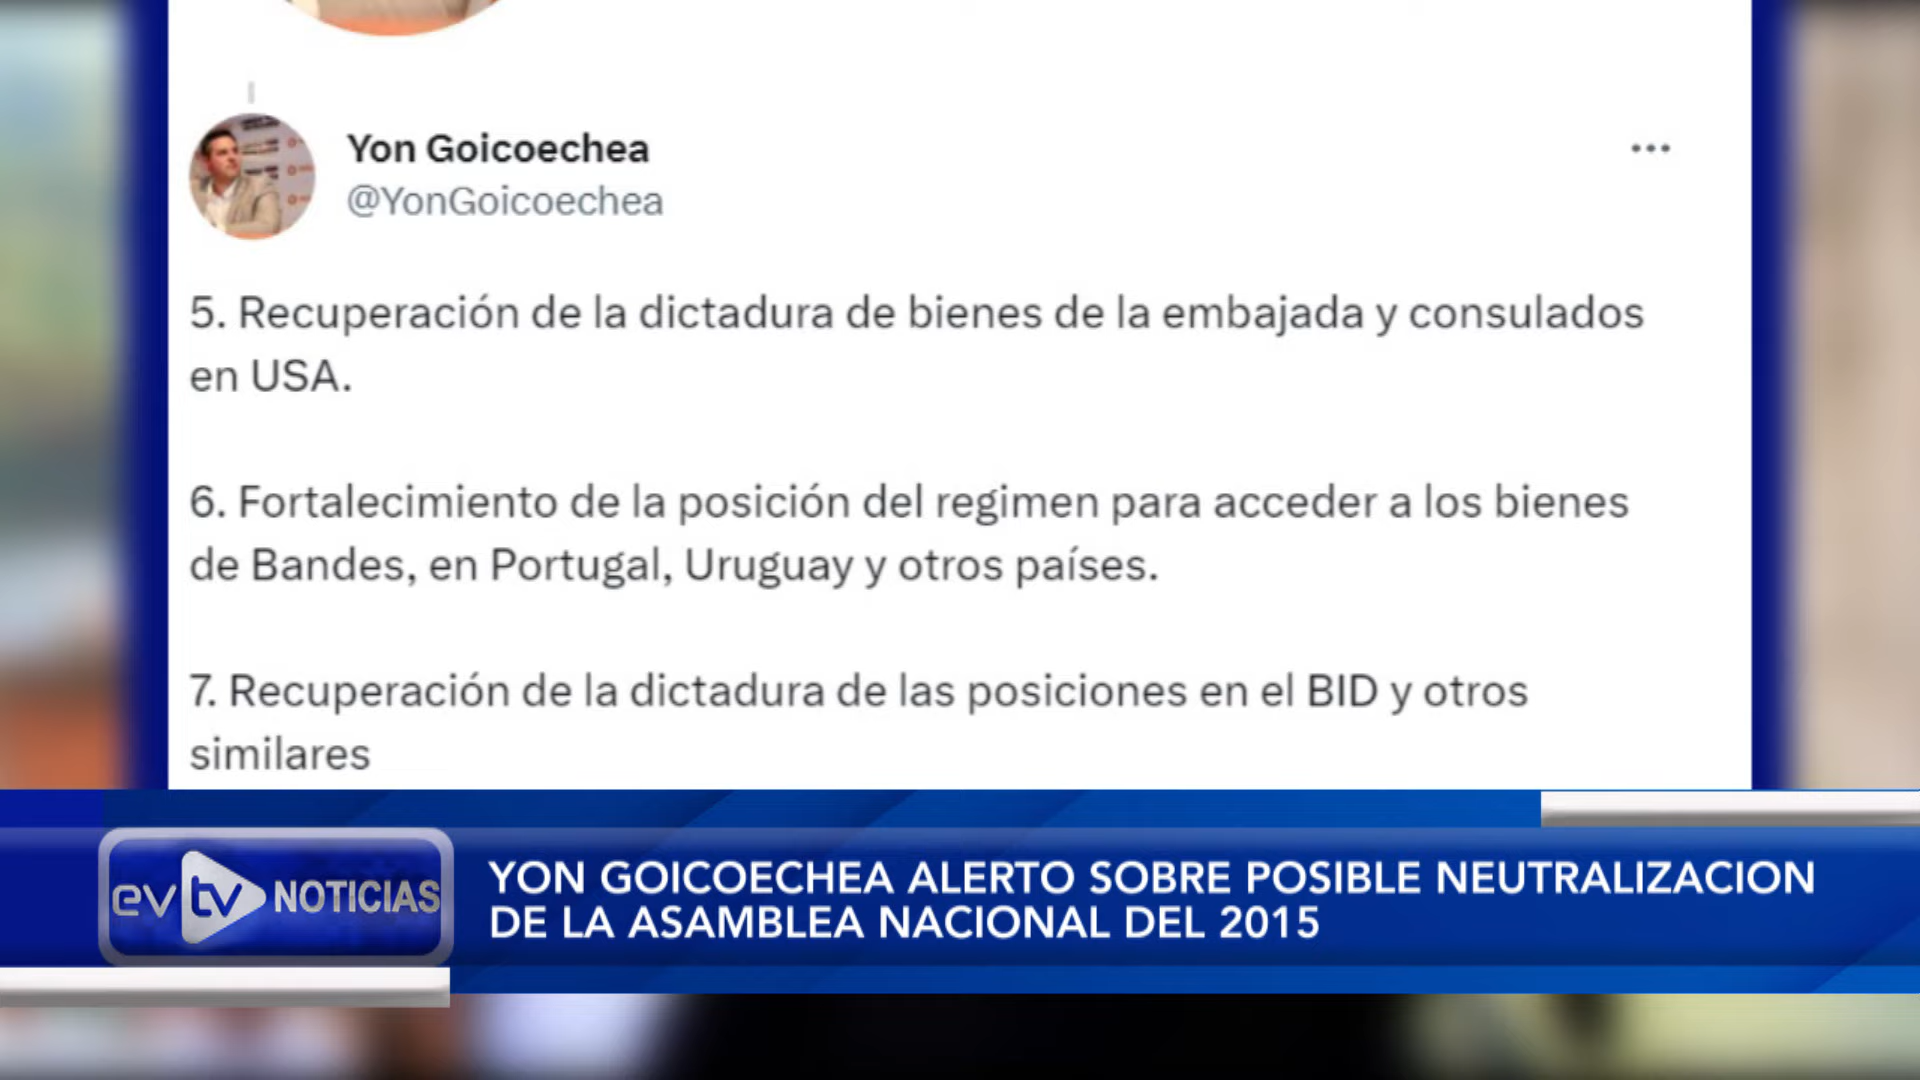 Yon Goicoechea
@YonGoicoechea
5. Recuperación de la dictadura de bienes de la embajada y consulados
en USA.
6. Fortalecimiento de la posición del regimen para acceder a los bienes
de Bandes, en Portugal, Uruguay y otros países.
7. Recuperación de la dictadura de las posiciones en el BID y otros
similares
evtv NOTICIAS
YON GOICOECHEA ALERTO SOBRE POSIBLE NEUTRALIZACION
DE LA ASAMBLEA NACIONAL DEL 2015